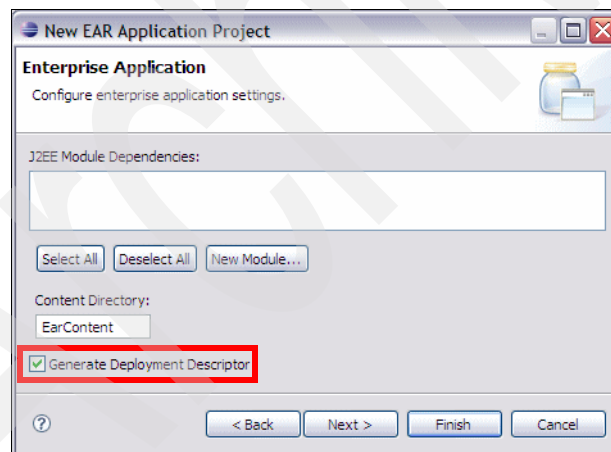 New EAR Application Project
Enterprise Application
Configure enterprise application settings.
J2EE Module Dependencies:
Select All Deselect All New Module...
Content Directory:
EarContent
Generate Deployment Descriptor
? < Back Next > Finish Cancel